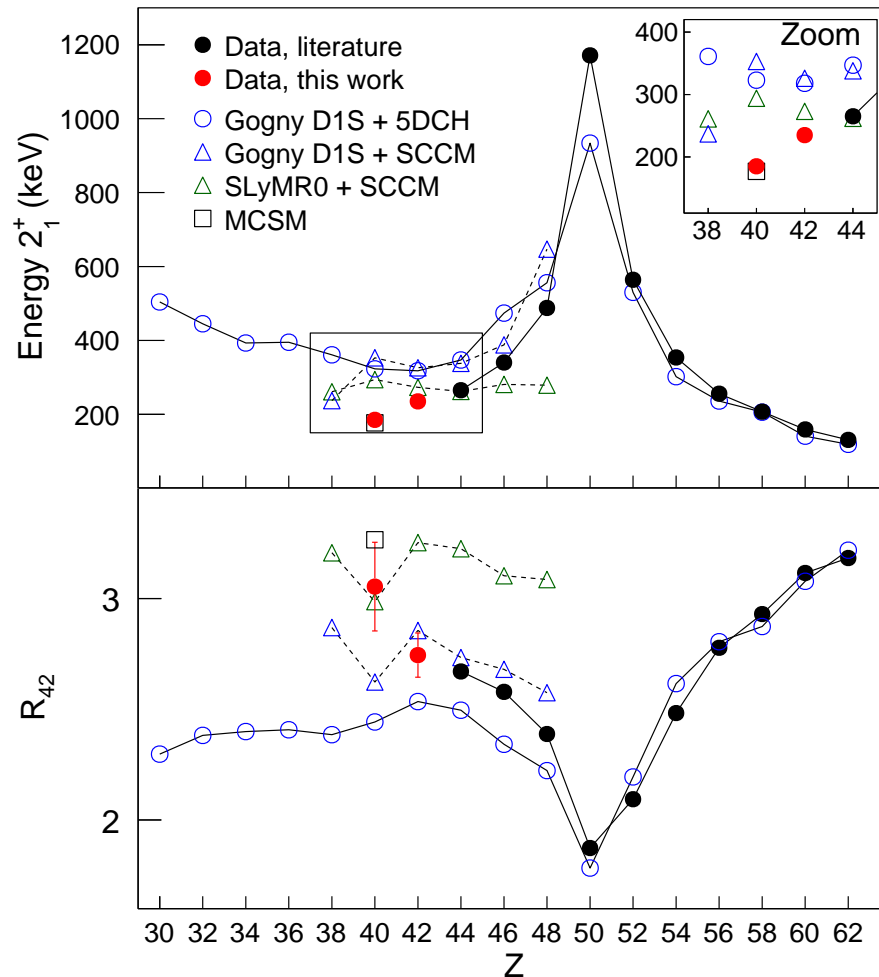 1200
1000
800
600
400
200
Energy 2₁⁺ (keV)
Data, literature
Data, this work
Gogny D1S + 5DCH
Gogny D1S + SCCM
SLyMR0 + SCCM
MCSM
Zoom
400
300
200
38 40 42 44
3
2
R₄₂
30 32 34 36 38 40 42 44 46 48 50 52 54 56 58 60 62
Z